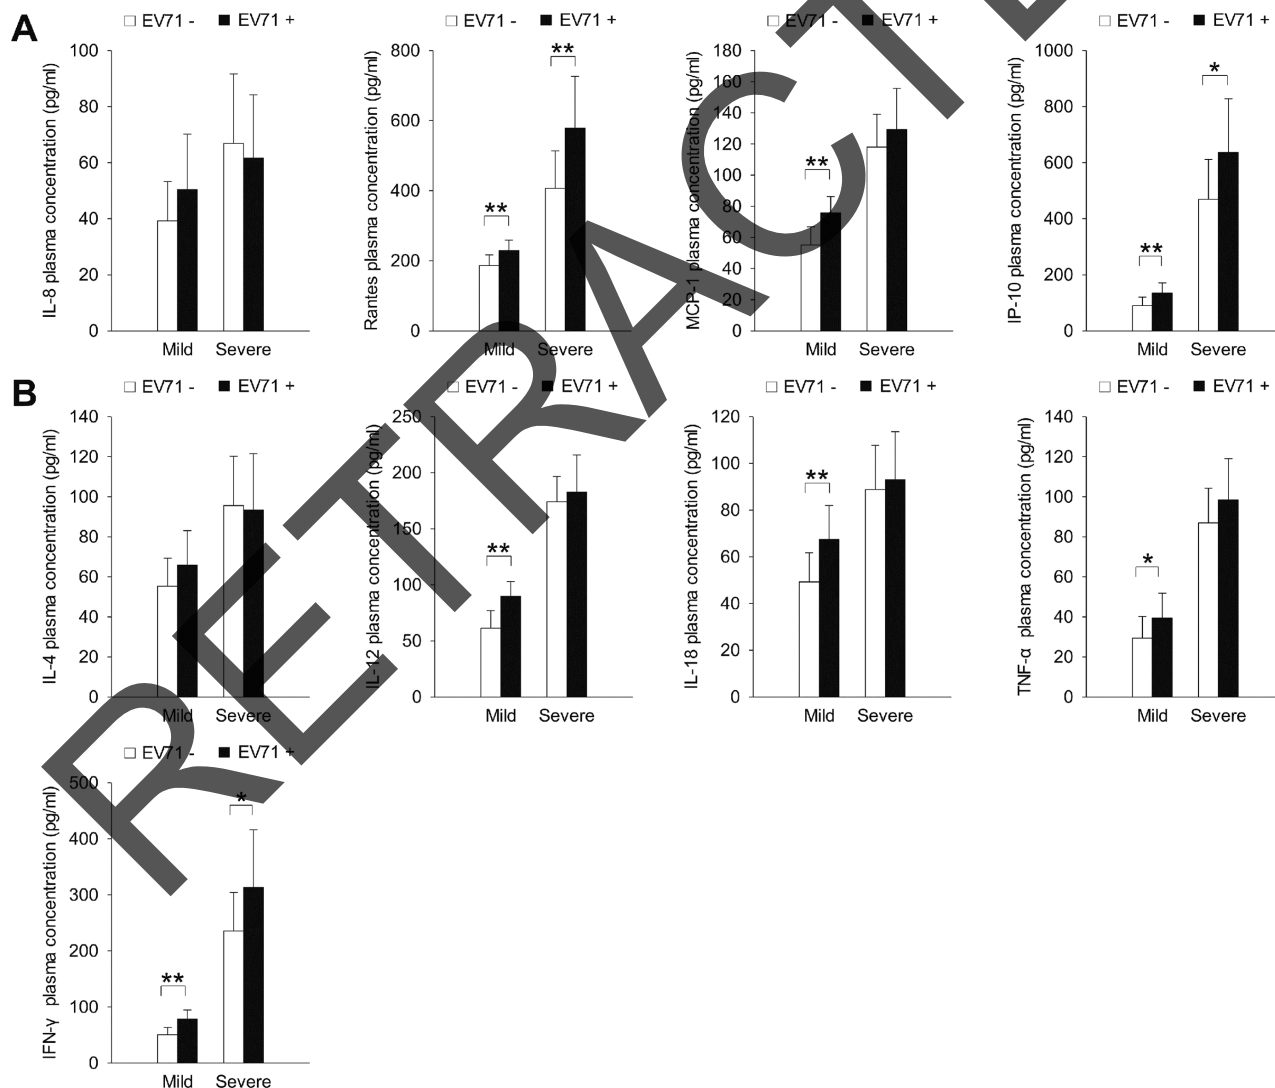 A
EV71 - EV71 +
IL-8 plasma concentration (pg/ml)
100
80
60
40
20
0
Mild Severe
EV71 - EV71 +
Rantes plasma concentration (pg/ml)
800
600
400
200
0
Mild Severe
**
**
EV71 - EV71 +
MCP-1 plasma concentration (pg/ml)
180
160
140
120
100
80
60
40
20
0
Mild Severe
**
EV71 - EV71 +
IP-10 plasma concentration (pg/ml)
1000
800
600
400
200
0
Mild Severe
**
*
B
EV71 - EV71 +
IL-4 plasma concentration (pg/ml)
140
120
100
80
60
40
20
0
Mild Severe
EV71 - EV71 +
IL-12 plasma concentration (pg/ml)
250
200
150
100
50
0
Mild Severe
**
EV71 - EV71 +
IL-18 plasma concentration (pg/ml)
120
100
80
60
40
20
0
Mild Severe
**
EV71 - EV71 +
TNF-α plasma concentration (pg/ml)
140
120
100
80
60
40
20
0
Mild Severe
*
EV71 - EV71 +
IFN-γ plasma concentration (pg/ml)
500
400
300
200
100
0
Mild Severe
**
*
RETRACTE